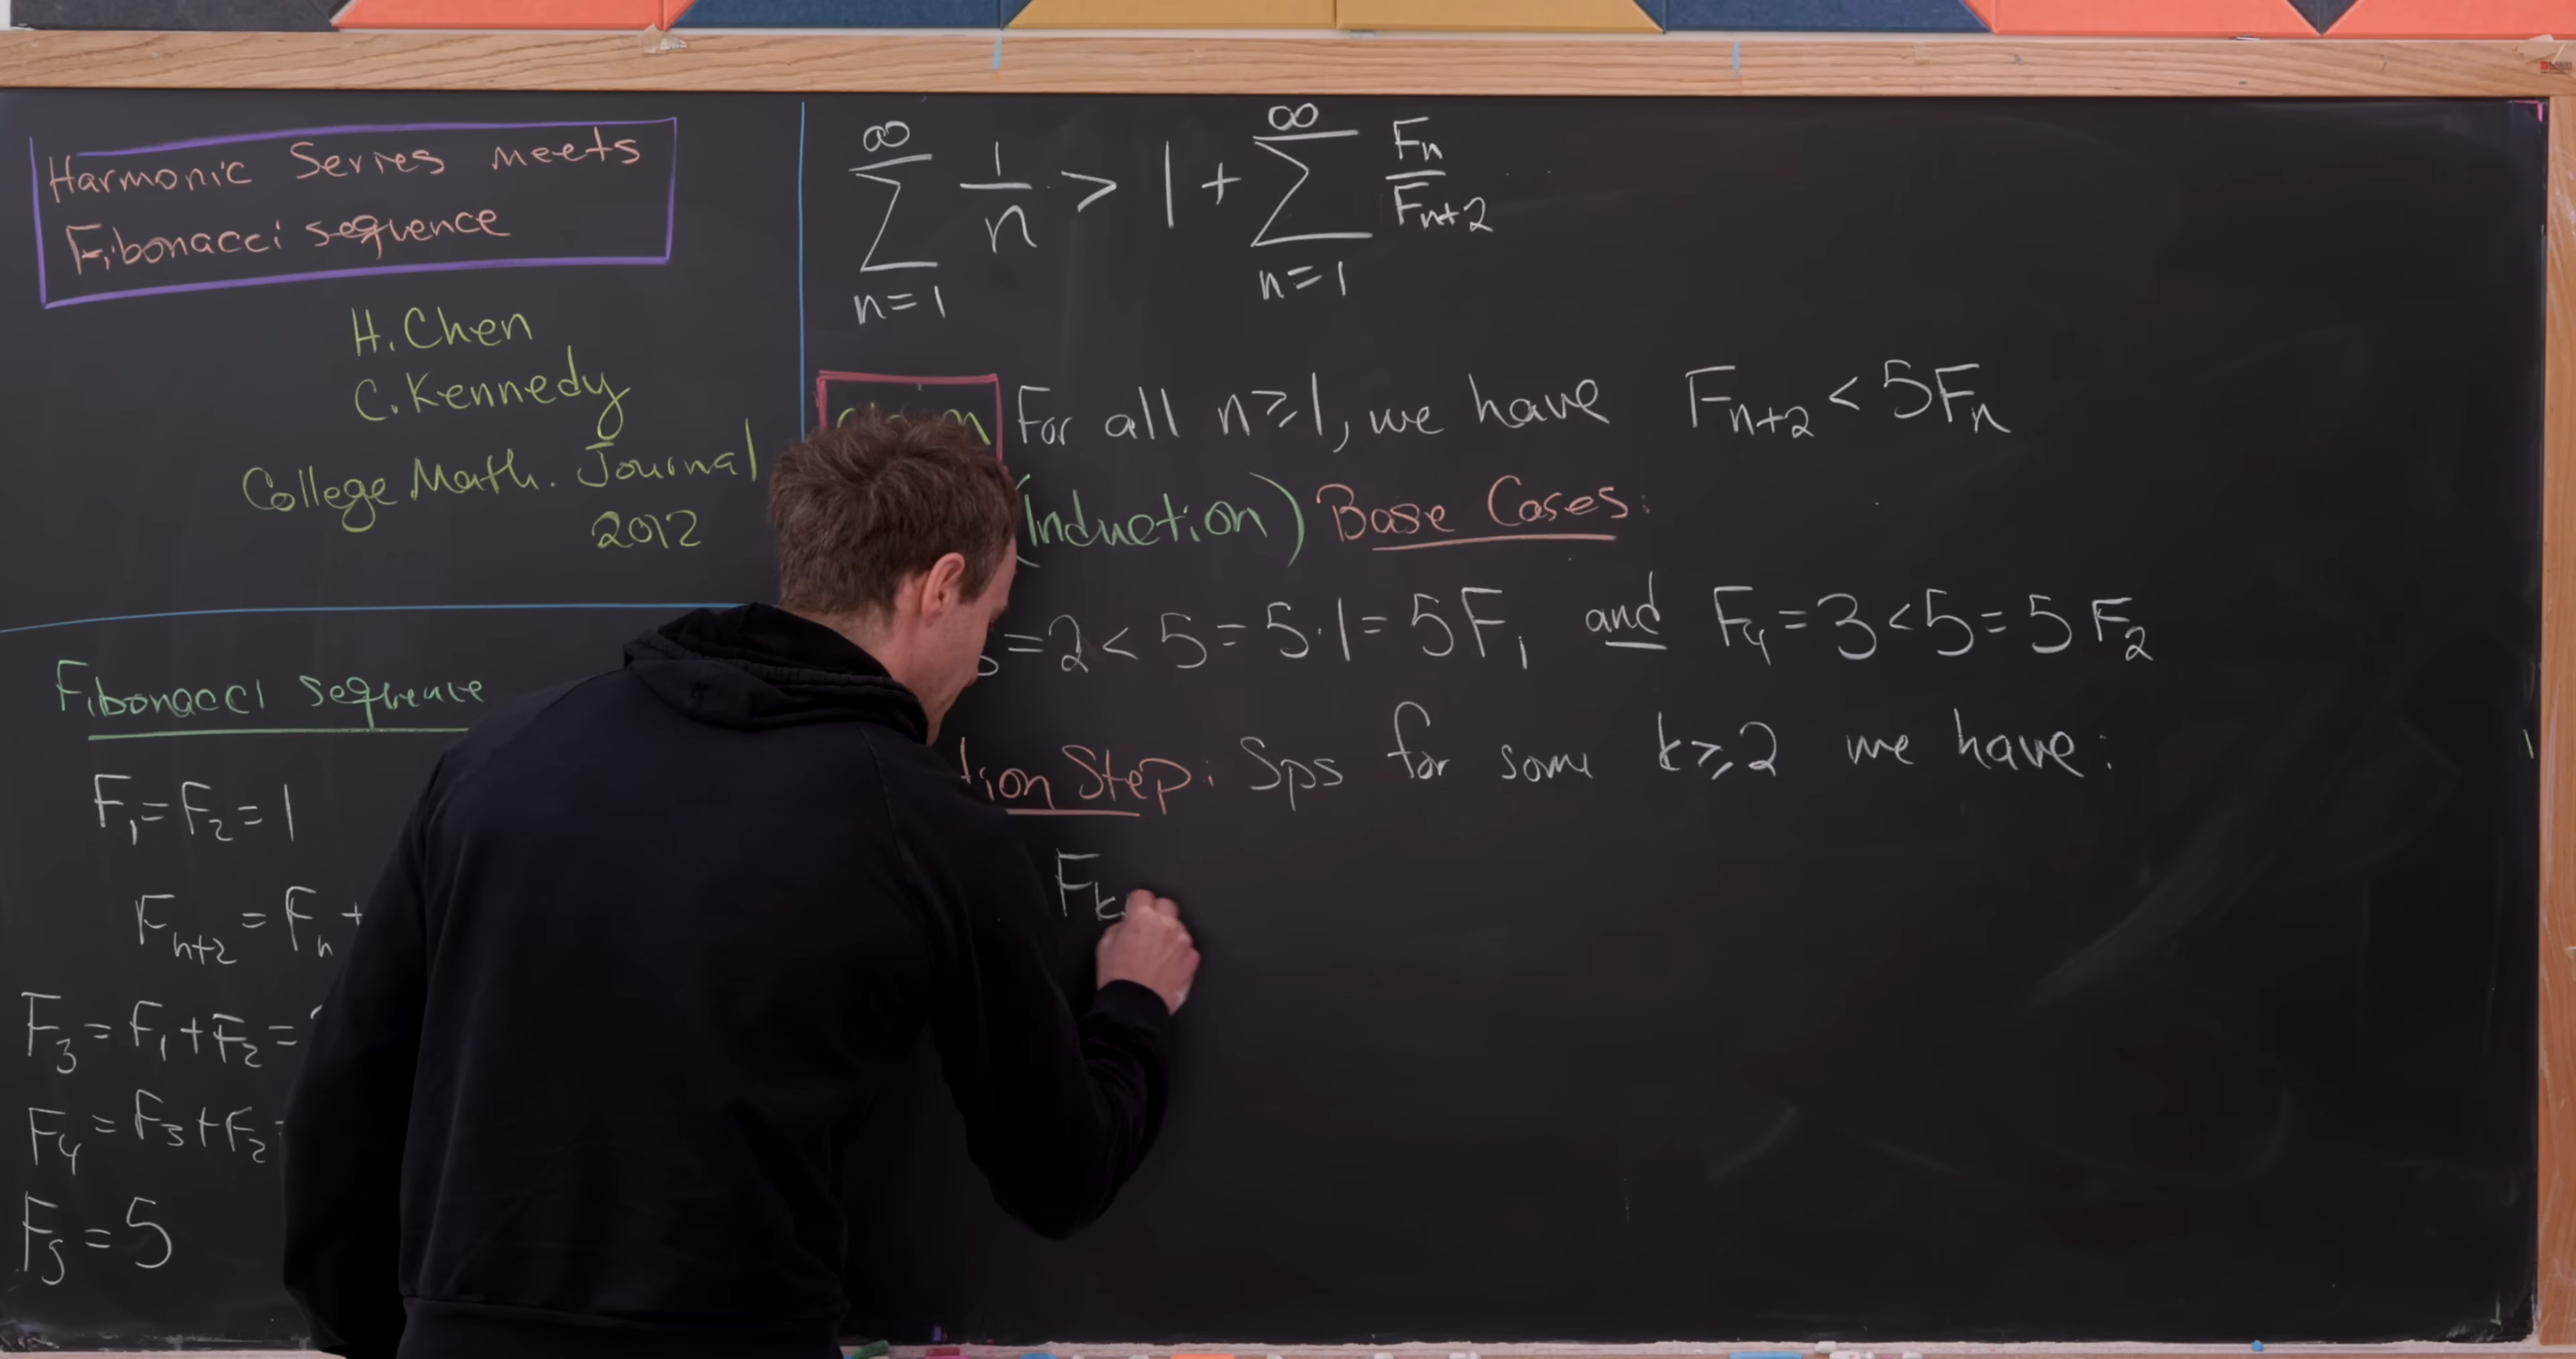 Harmonic Series meets
Fibonacci sequence
H. Chen
C. Kennedy
College Math. Journal
2012
Fibonacci sequence
F₁ = F₂ = 1
Fₙ₊₂ = Fₙ +
F₃ = F₁ + F₂ =
F₄ = F₃ + F₂
F₅ = 5
∑_{n=1}^{∞} 1/n > 1 + ∑_{n=1}^{∞} Fₙ/Fₙ₊₂
For all n ≥ 1, we have Fₙ₊₂ < 5Fₙ
(Induction) Base Cases:
= 2 < 5 = 5·1 = 5F₁ and F₄ = 3 < 5 = 5F₂
tion Step: Sps for some k ≥ 2 we have:
Fₖ